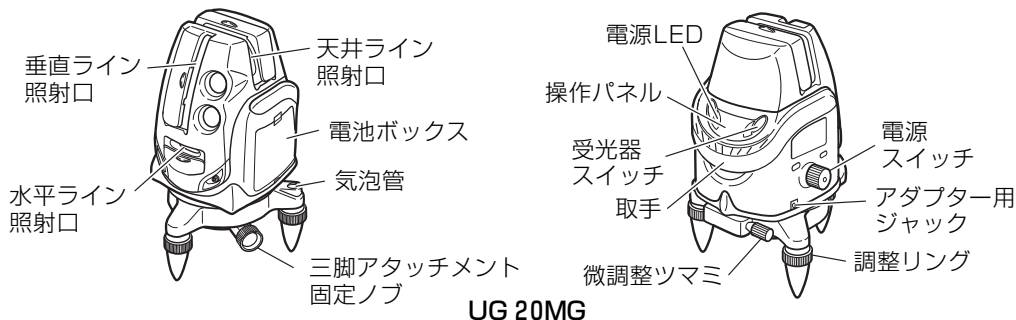 垂直ライン
照射口
天井ライン
照射口
電池ボックス
気泡管
水平ライン
照射口
三脚アタッチメント
固定ノブ
電源LED
操作パネル
受光器
スイッチ
取手
微調整ツマミ
電源
スイッチ
アダプター用
ジャック
調整リング
UG 20MG